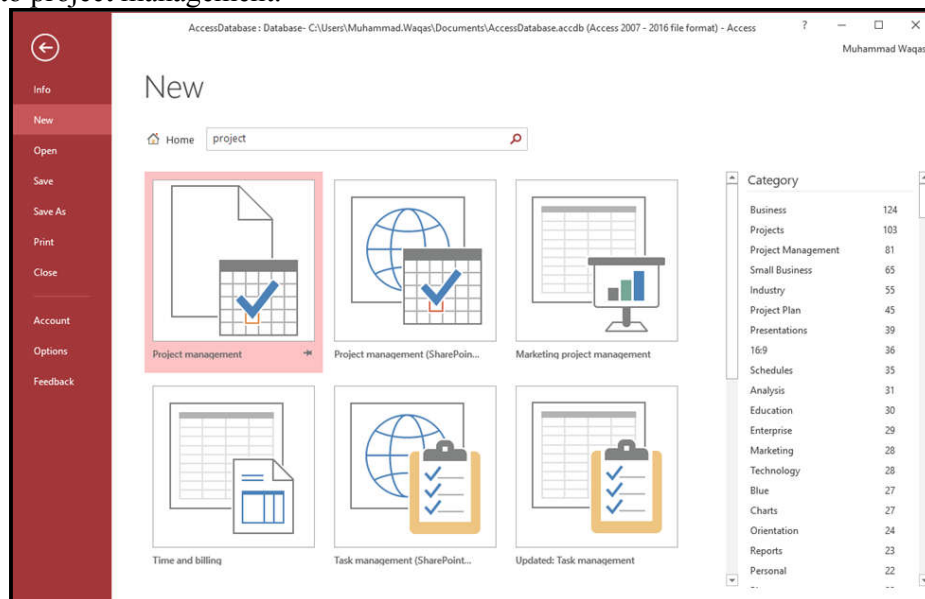 to project management.
AccessDatabase : Database- C:\Users\Muhammad.Waqas\Documents\AccessDatabase.accdb (Access 2007 - 2016 file format) - Access
?
Muhammad Waqas
Info
New
Open
Save
Save As
Print
Close
Account
Options
Feedback
New
Home
project
Project management
Project management (SharePoin...
Marketing project management
Time and billing
Task management (SharePoint...
Updated: Task management
Category
Business 124
Projects 103
Project Management 81
Small Business 65
Industry 55
Project Plan 45
Presentations 39
16:9 36
Schedules 35
Analysis 31
Education 30
Enterprise 29
Marketing 28
Technology 28
Blue 27
Charts 27
Orientation 24
Reports 23
Personal 22